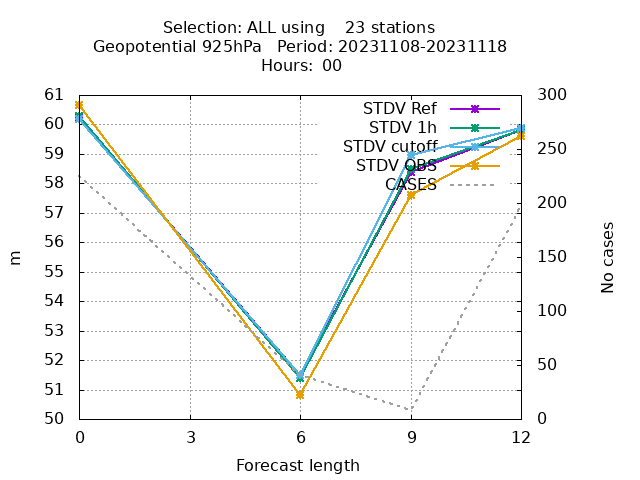 Selection: ALL using    23 stations
Geopotential 925hPa   Period: 20231108-20231118
Hours: 00
61
60
59
58
57
56
55
54
53
52
51
50
m
STDV Ref
STDV 1h
STDV cutoff
STDV OBS
CASES
300
250
200
150
100
50
0
No cases
0 3 6 9 12
Forecast length